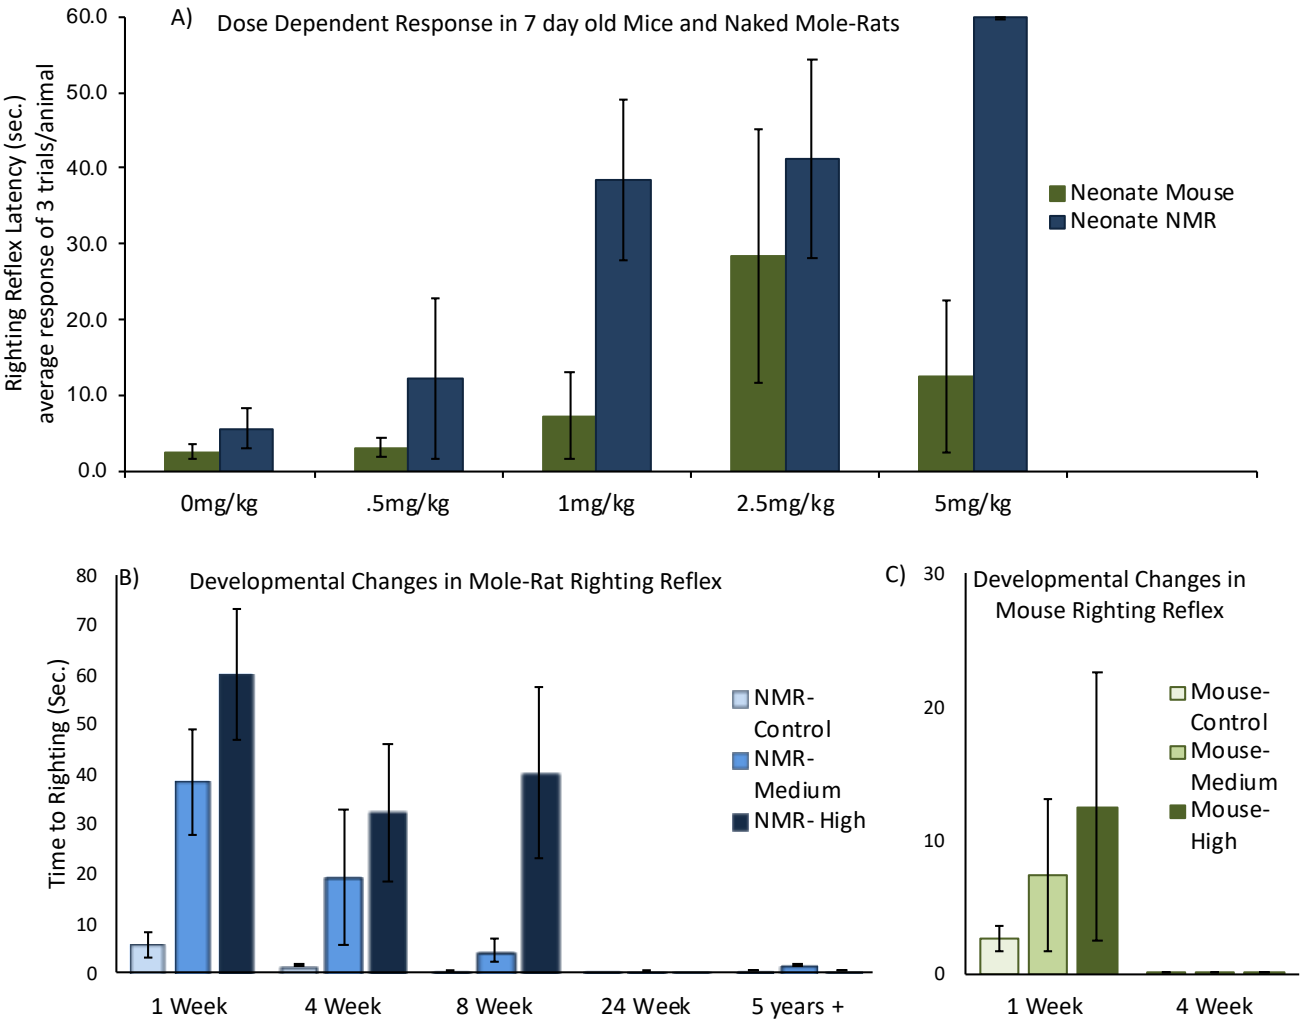 A) Dose Dependent Response in 7 day old Mice and Naked Mole-Rats
Righting Reflex Latency (sec.)
average response of 3 trials/animal
60.0
50.0
40.0
30.0
20.0
10.0
0.0
0mg/kg .5mg/kg 1mg/kg 2.5mg/kg 5mg/kg
Neonate Mouse
Neonate NMR
B) Developmental Changes in Mole-Rat Righting Reflex
Time to Righting (Sec.)
80
70
60
50
40
30
20
10
0
1 Week 4 Week 8 Week 24 Week 5 years +
NMR-
Control
NMR-
Medium
NMR- High
C) Developmental Changes in
Mouse Righting Reflex
30
20
10
0
1 Week 4 Week
Mouse-
Control
Mouse-
Medium
Mouse-
High